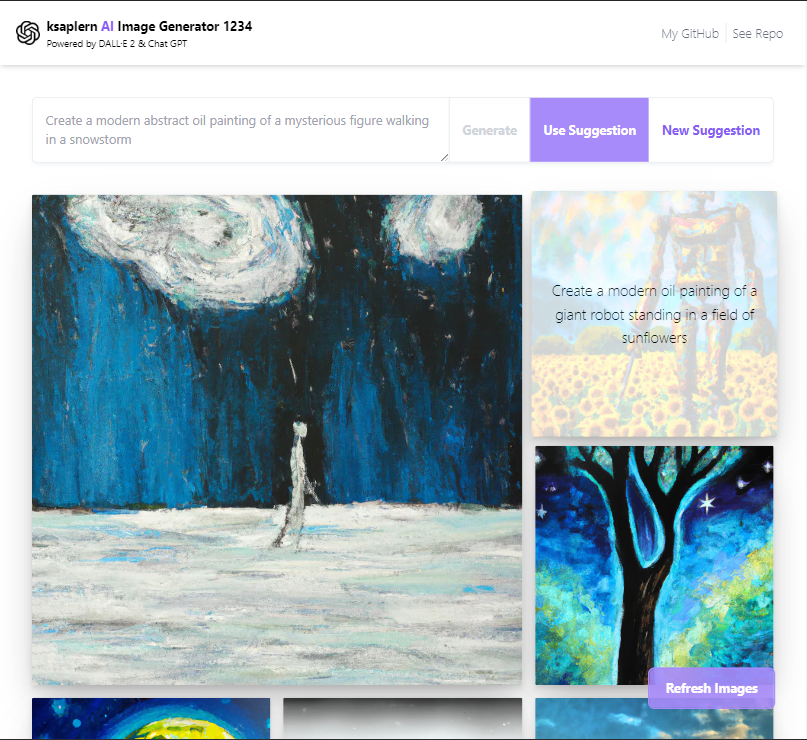 ksaplern AI Image Generator 1234
Powered by DALL·E 2 & Chat GPT
My GitHub
See Repo
Create a modern abstract oil painting of a mysterious figure walking
in a snowstorm
Generate
Use Suggestion
New Suggestion
Create a modern oil painting of a
giant robot standing in a field of
sunflowers
Refresh Images